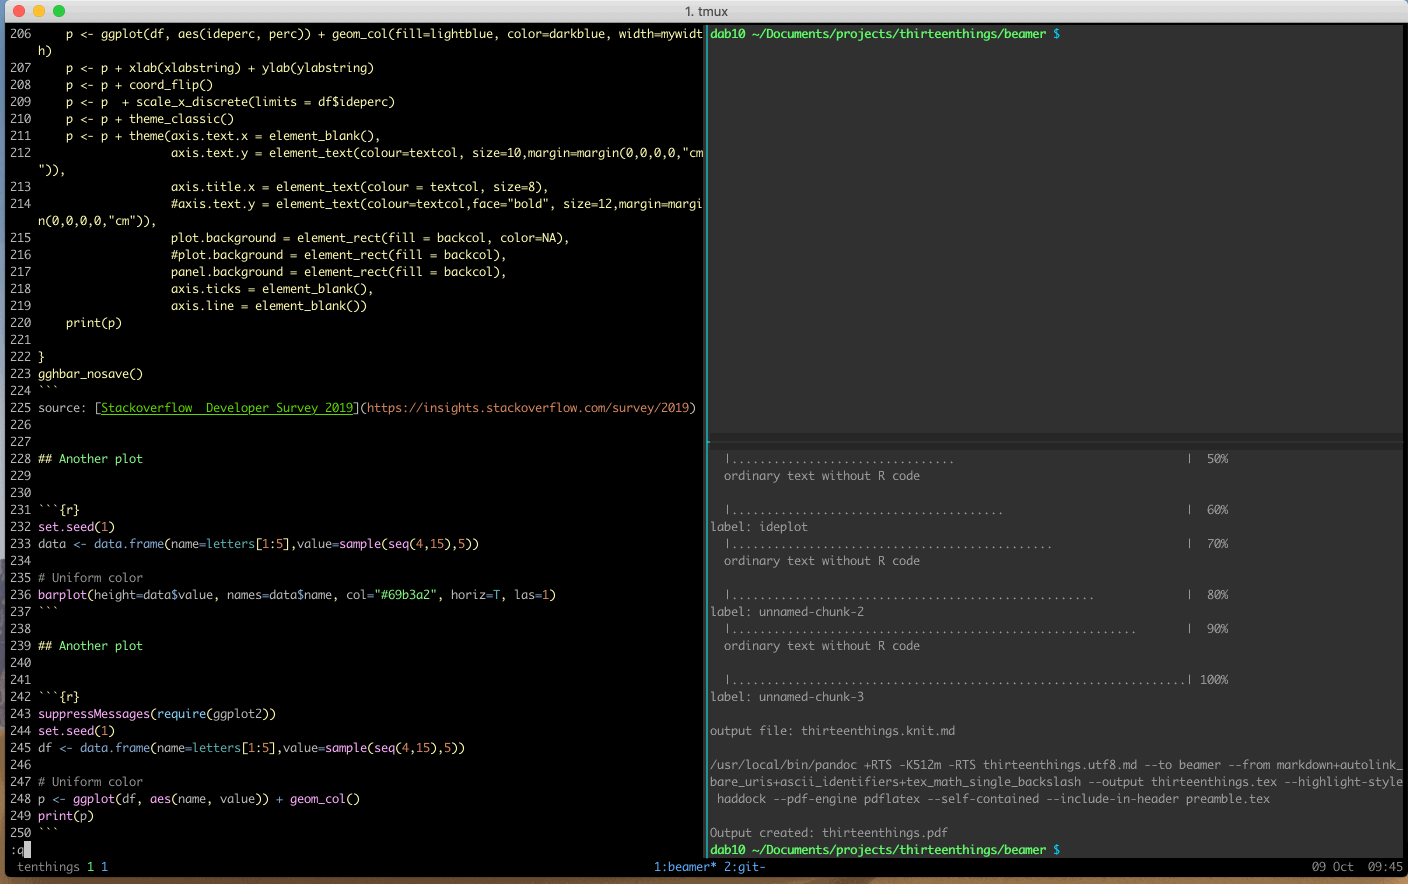 1. tmux
206     p <- ggplot(df, aes(ideperc, perc)) + geom_col(fill=lightblue, color=darkblue, width=mywidt
h)
207     p <- p + xlab(xlabstring) + ylab(ylabstring)
208     p <- p + coord_flip()
209     p <- p  + scale_x_discrete(limits = df$ideperc)
210     p <- p + theme_classic()
211     p <- p + theme(axis.text.x = element_blank(),
212                    axis.text.y = element_text(colour=textcol, size=10,margin=margin(0,0,0,0,"cm
")),
213                    axis.title.x = element_text(colour = textcol, size=8),
214                    #axis.text.y = element_text(colour=textcol,face="bold", size=12,margin=margi
n(0,0,0,0,"cm")),
215                    plot.background = element_rect(fill = backcol, color=NA),
216                    #plot.background = element_rect(fill = backcol),
217                    panel.background = element_rect(fill = backcol),
218                    axis.ticks = element_blank(),
219                    axis.line = element_blank())
220     print(p)
221
222 }
223 gghbar_nosave()
224 ```
225 source: [Stackoverflow  Developer Survey 2019](https://insights.stackoverflow.com/survey/2019)
226
227
228 ## Another plot
229
230
231 ```{r}
232 set.seed(1)
233 data <- data.frame(name=letters[1:5],value=sample(seq(4,15),5))
234
235 # Uniform color
236 barplot(height=data$value, names=data$name, col="#69b3a2", horiz=T, las=1)
237 ```
238
239 ## Another plot
240
241
242 ```{r}
243 suppressMessages(require(ggplot2))
244 set.seed(1)
245 df <- data.frame(name=letters[1:5],value=sample(seq(4,15),5))
246
247 # Uniform color
248 p <- ggplot(df, aes(name, value)) + geom_col()
249 print(p)
250 ```
:q
dab10 ~/Documents/projects/thirteenthings/beamer $
|................................                                 |  50%
ordinary text without R code
|.......................................                          |  60%
label: ideplot
|..............................................                   |  70%
ordinary text without R code
|....................................................             |  80%
label: unnamed-chunk-2
|..........................................................       |  90%
ordinary text without R code
|.................................................................| 100%
label: unnamed-chunk-3
output file: thirteenthings.knit.md
/usr/local/bin/pandoc +RTS -K512m -RTS thirteenthings.utf8.md --to beamer --from markdown+autolink_
bare_uris+ascii_identifiers+tex_math_single_backslash --output thirteenthings.tex --highlight-style
haddock --pdf-engine pdflatex --self-contained --include-in-header preamble.tex
Output created: thirteenthings.pdf
dab10 ~/Documents/projects/thirteenthings/beamer $
tenthings 1 1 1:beamer* 2:git- 09 Oct  09:45